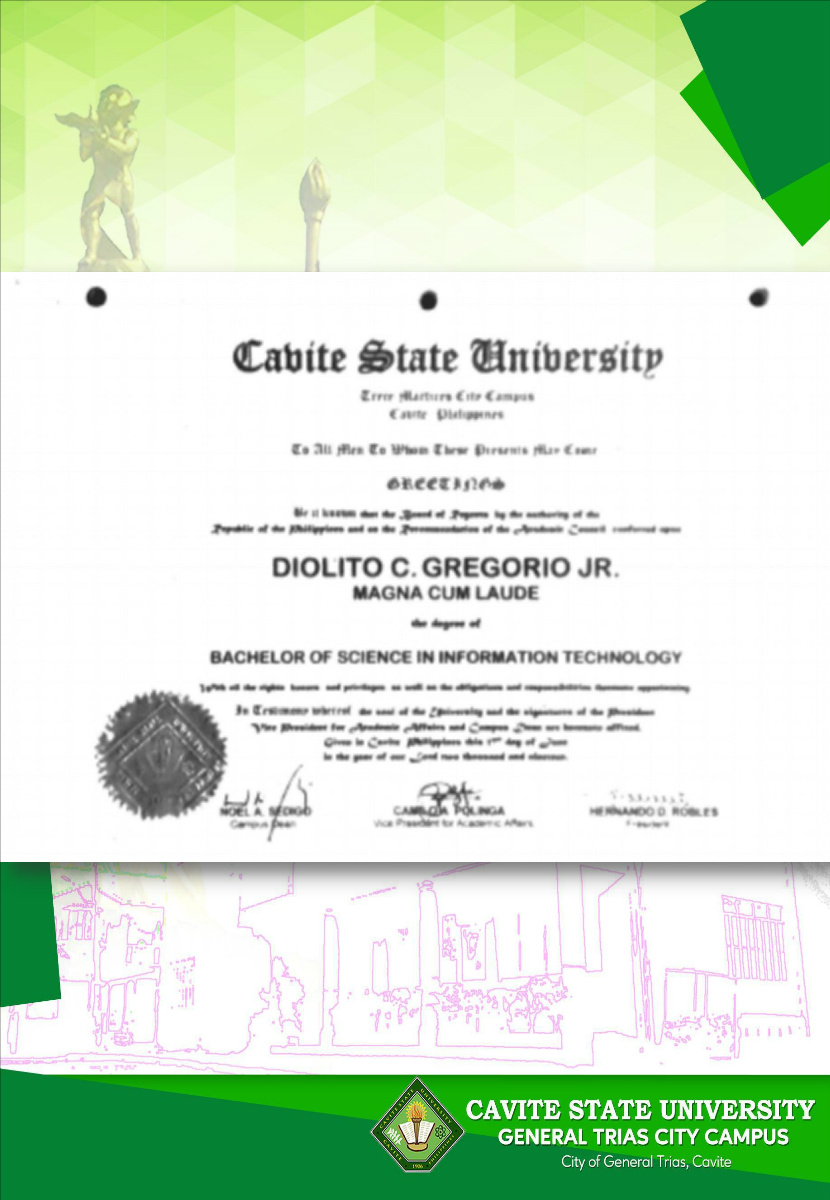 Cavite State University
Trece Martires City Campus
Cavite Philippines
To All Men To Whom These Presents May Come
GREETINGS
Be it known that the Board of Regents by the authority of the
Republic of the Philippines and on the Recommendation of the Academic Council conferred upon
DIOLITO C. GREGORIO JR.
MAGNA CUM LAUDE
the degree of
BACHELOR OF SCIENCE IN INFORMATION TECHNOLOGY
With all the rights honors and privileges as well as the obligations and responsibilities thereunto appertaining
In Testimony whereof the seal of the University and the signatures of the President
Vice President for Academic Affairs and Campus Dean are hereunto affixed.
Given in Cavite Philippines this day of June
in the year of our Lord two thousand and eleven.
NOEL A. SEDIGO CAMILO A. POLINGA HERNANDO D. ROBLES
Campus Dean Vice President for Academic Affairs President
CAVITE STATE UNIVERSITY
GENERAL TRIAS CITY CAMPUS
City of General Trias, Cavite
1906